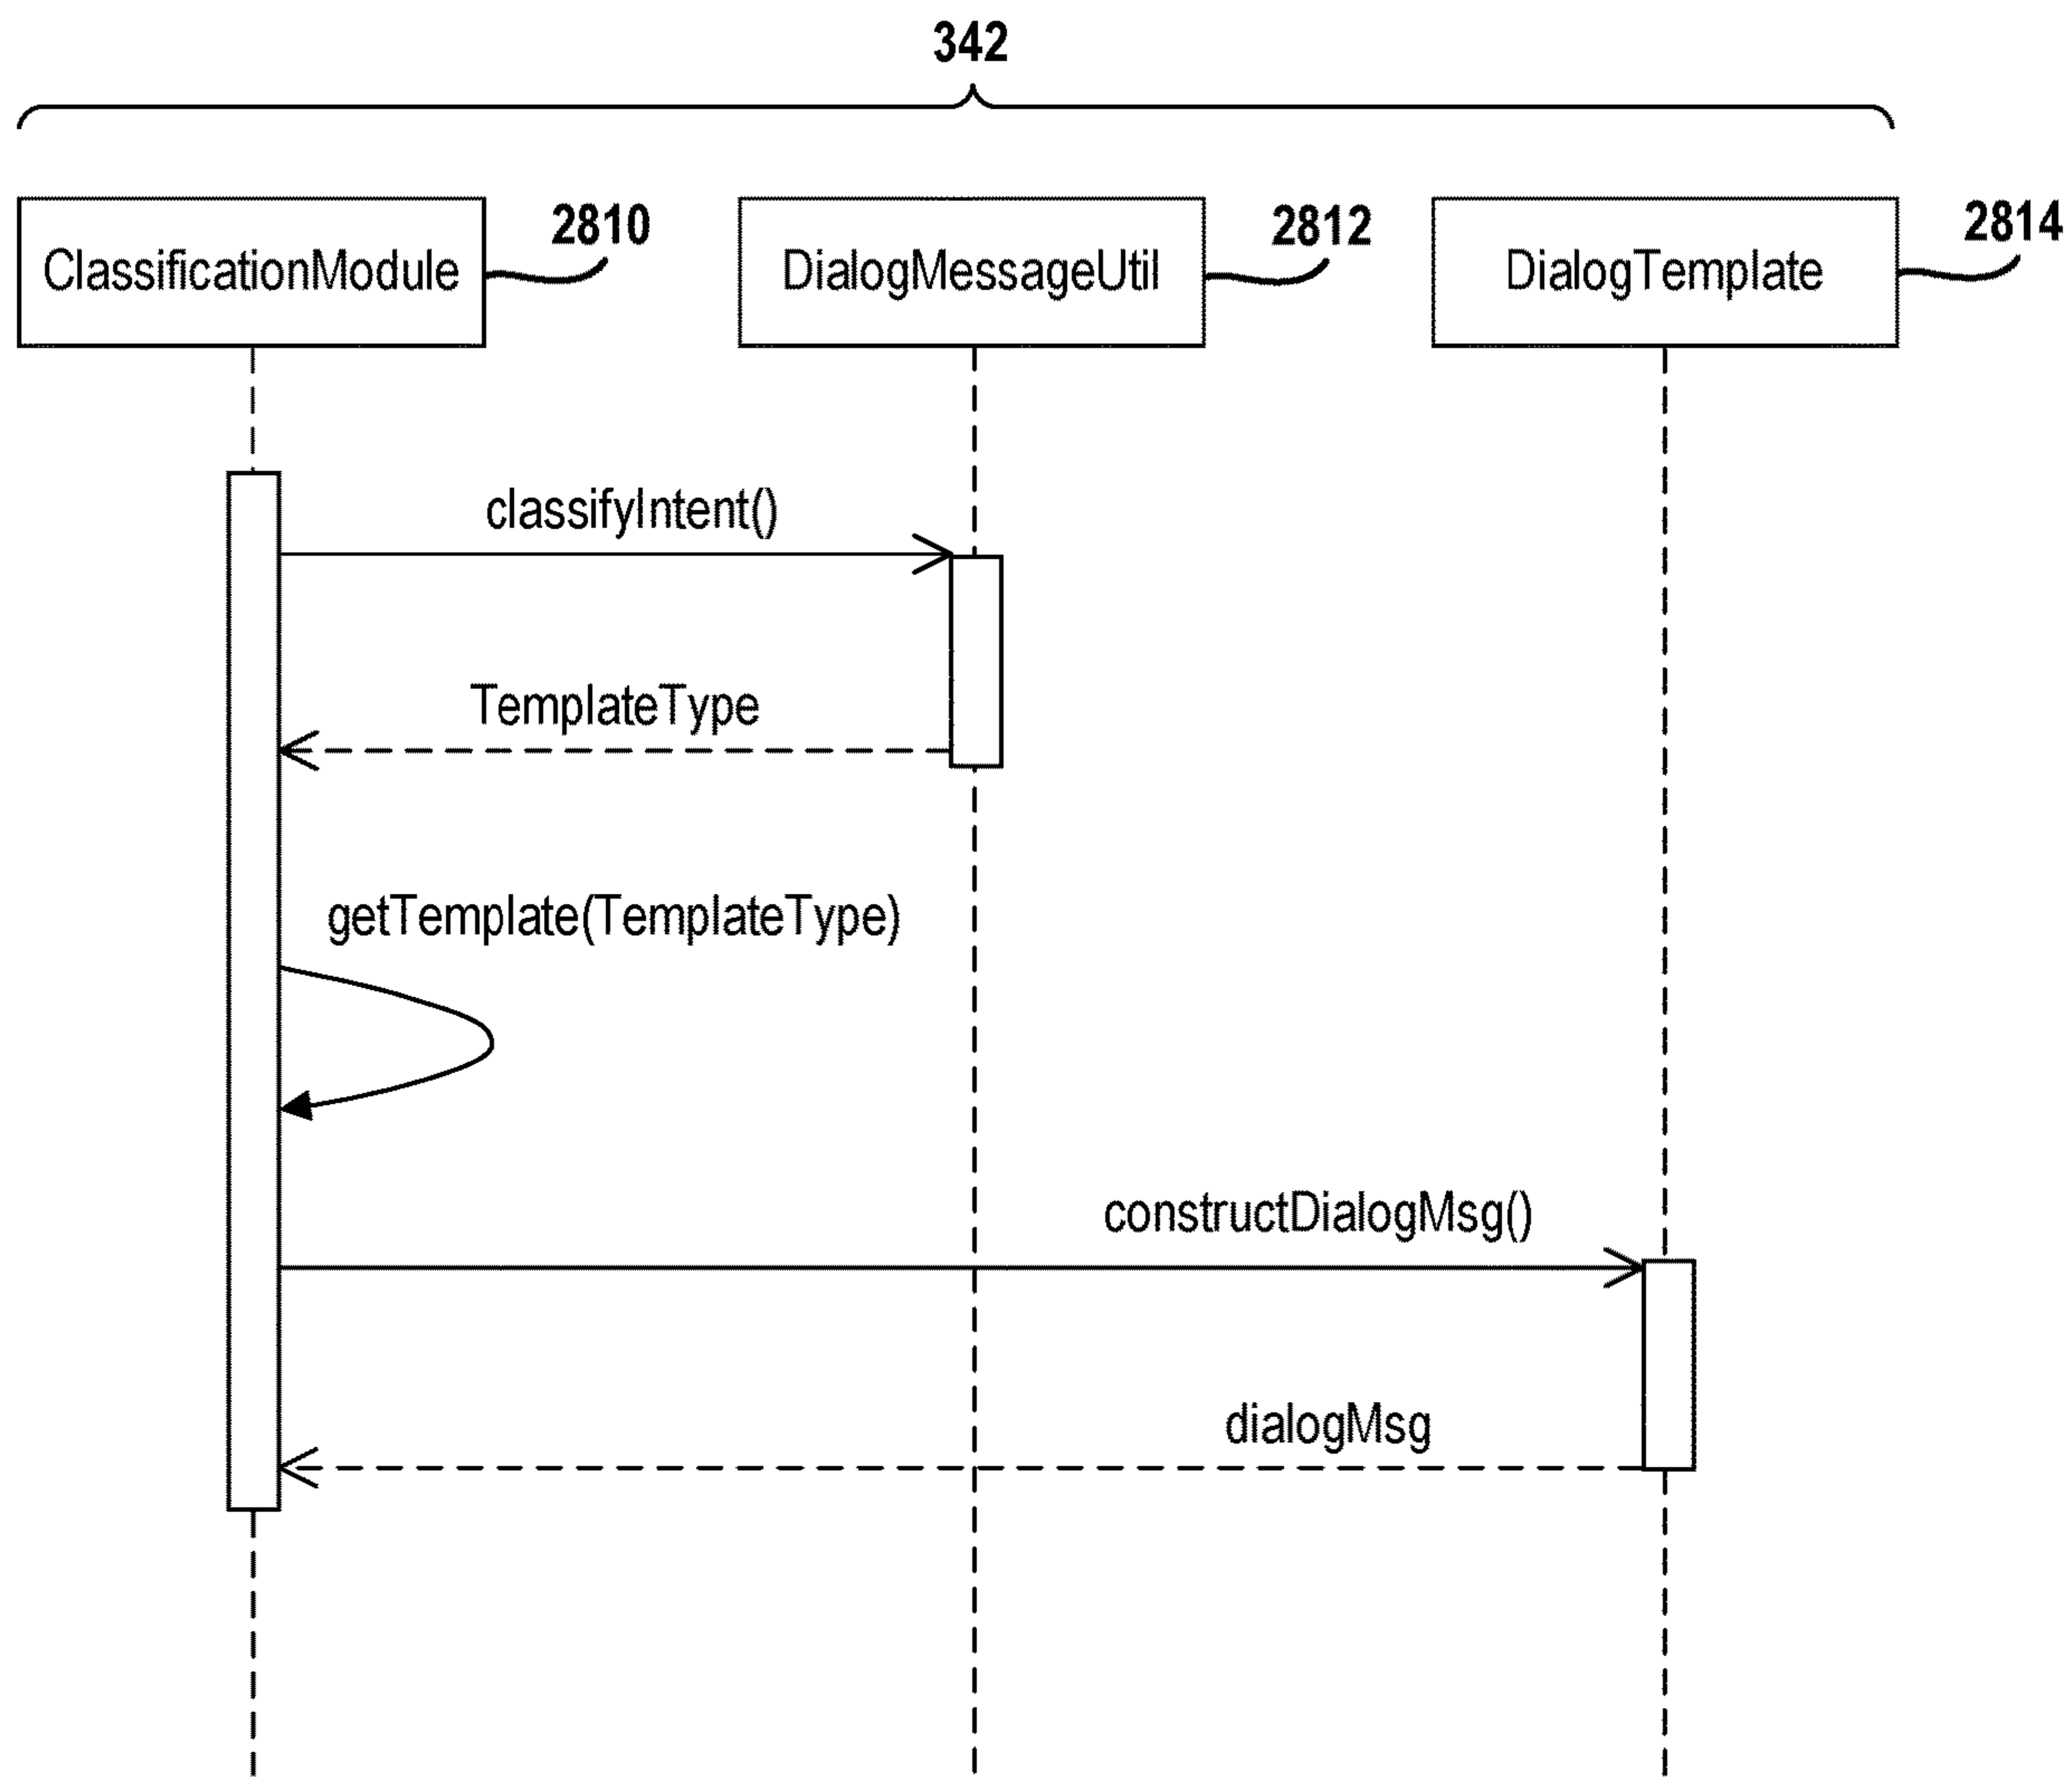 342
2810
2812
2814
ClassificationModule
DialogMessageUtil
DialogTemplate
classifyIntent()
TemplateType
getTemplate(TemplateType)
constructDialogMsg()
dialogMsg